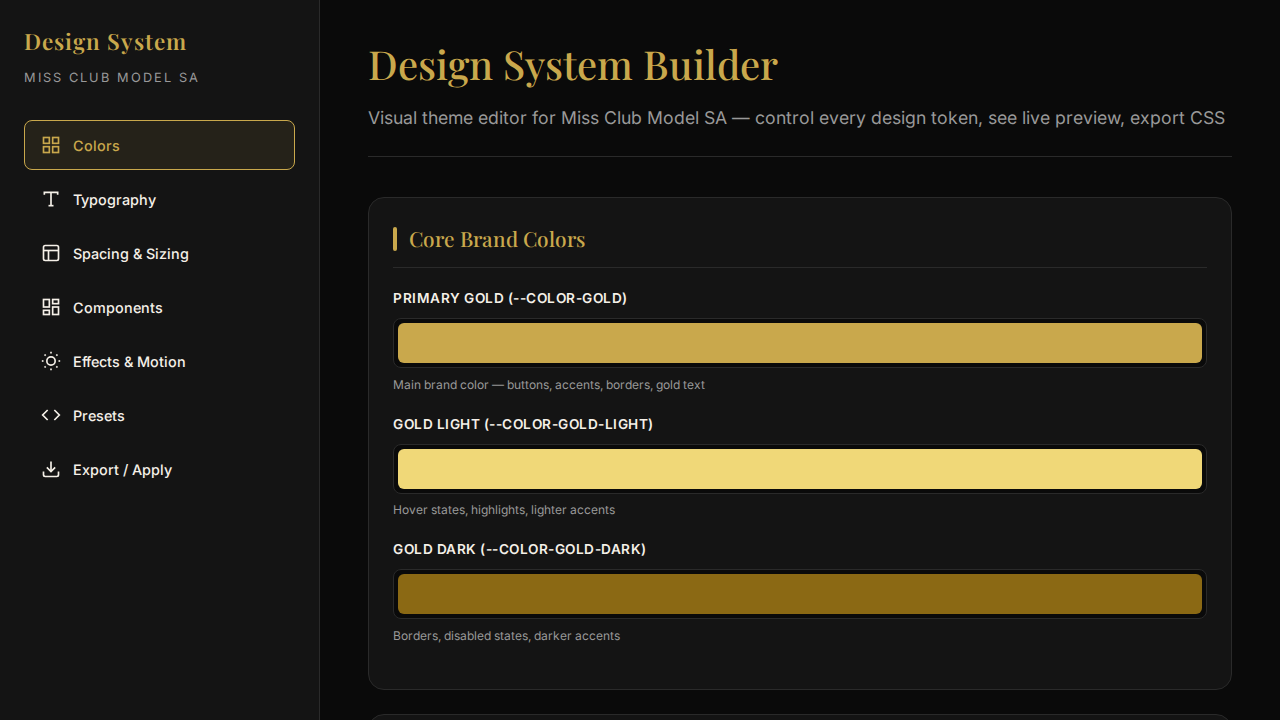 Design System
MISS CLUB MODEL SA
Colors
Typography
Spacing & Sizing
Components
Effects & Motion
Presets
Export / Apply
Design System Builder
Visual theme editor for Miss Club Model SA — control every design token, see live preview, export CSS
Core Brand Colors
PRIMARY GOLD (--COLOR-GOLD)
Main brand color — buttons, accents, borders, gold text
GOLD LIGHT (--COLOR-GOLD-LIGHT)
Hover states, highlights, lighter accents
GOLD DARK (--COLOR-GOLD-DARK)
Borders, disabled states, darker accents